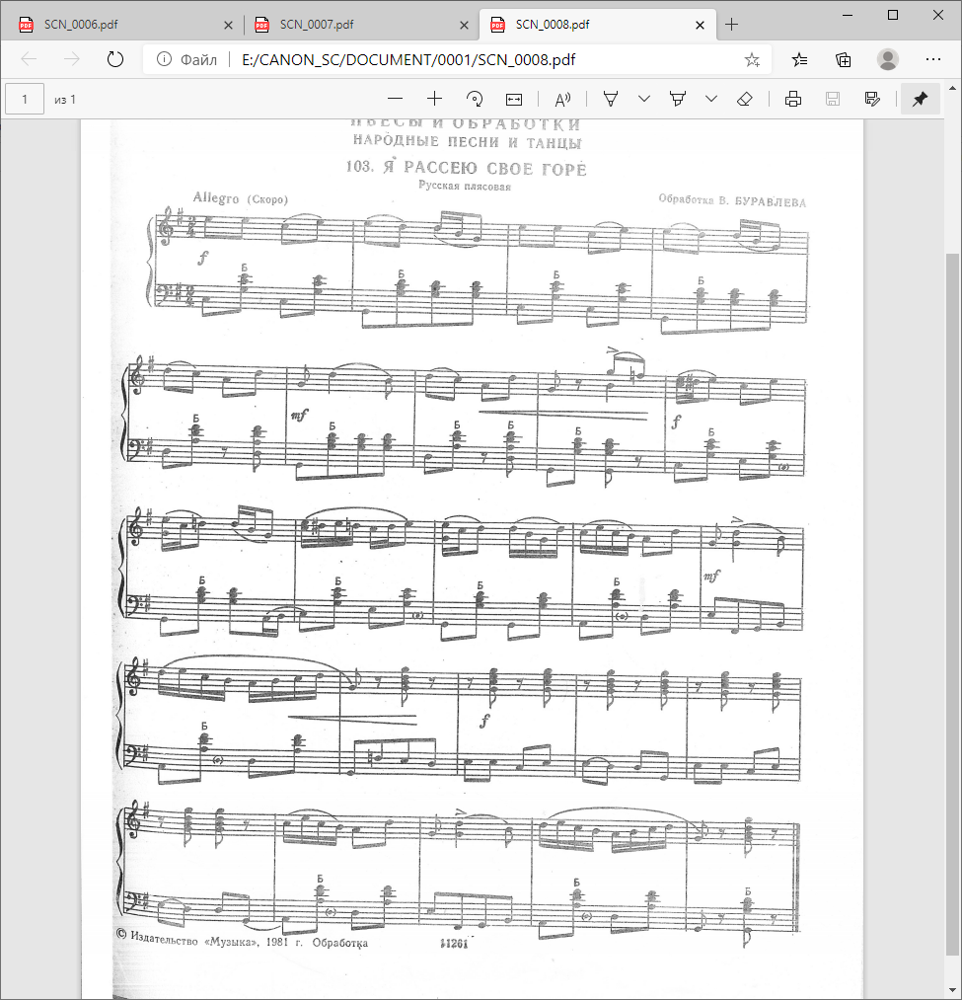 SCN_0006.pdf
SCN_0007.pdf
SCN_0008.pdf
Файл
E:/CANON_SC/DOCUMENT/0001/SCN_0008.pdf
1 из 1
ПЬЕСЫ И ОБРАБОТКИ
НАРОДНЫЕ ПЕСНИ И ТАНЦЫ
103. Я РАССЕЮ СВОЕ ГОРЕ
Русская плясовая
Allegro (Скоро)
Обработка В. БУРАВЛЕВА
f
Б Б Б Б
mf f
Б Б Б Б Б Б
mf
Б Б Б Б
f
Б
Б Б Б
© Издательство «Музыка», 1981 г. Обработка
11261